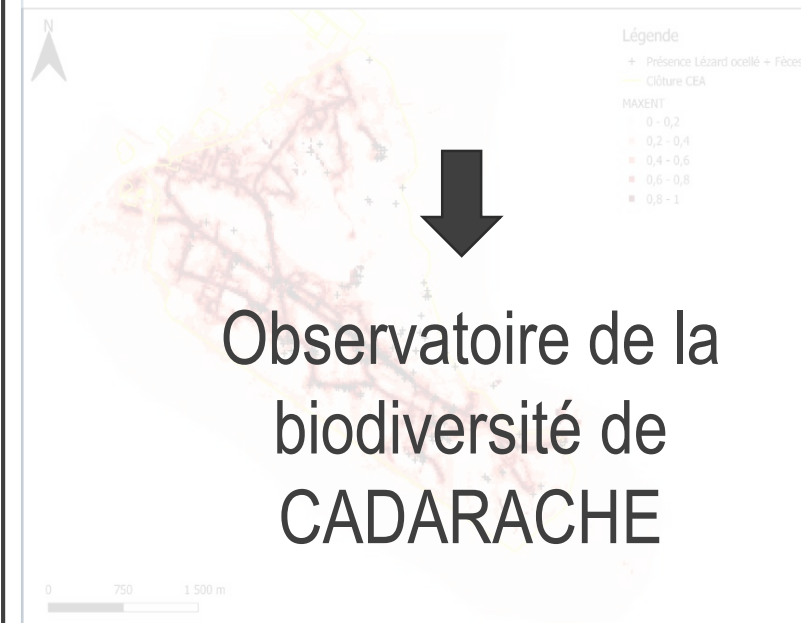 N
Légende
+ Présence Lézard ocellé + Fèces
Clôture CEA
MAXENT
0 - 0,2
0,2 - 0,4
0,4 - 0,6
0,6 - 0,8
0,8 - 1
Observatoire de la
biodiversité de
CADARACHE
0 750 1 500 m